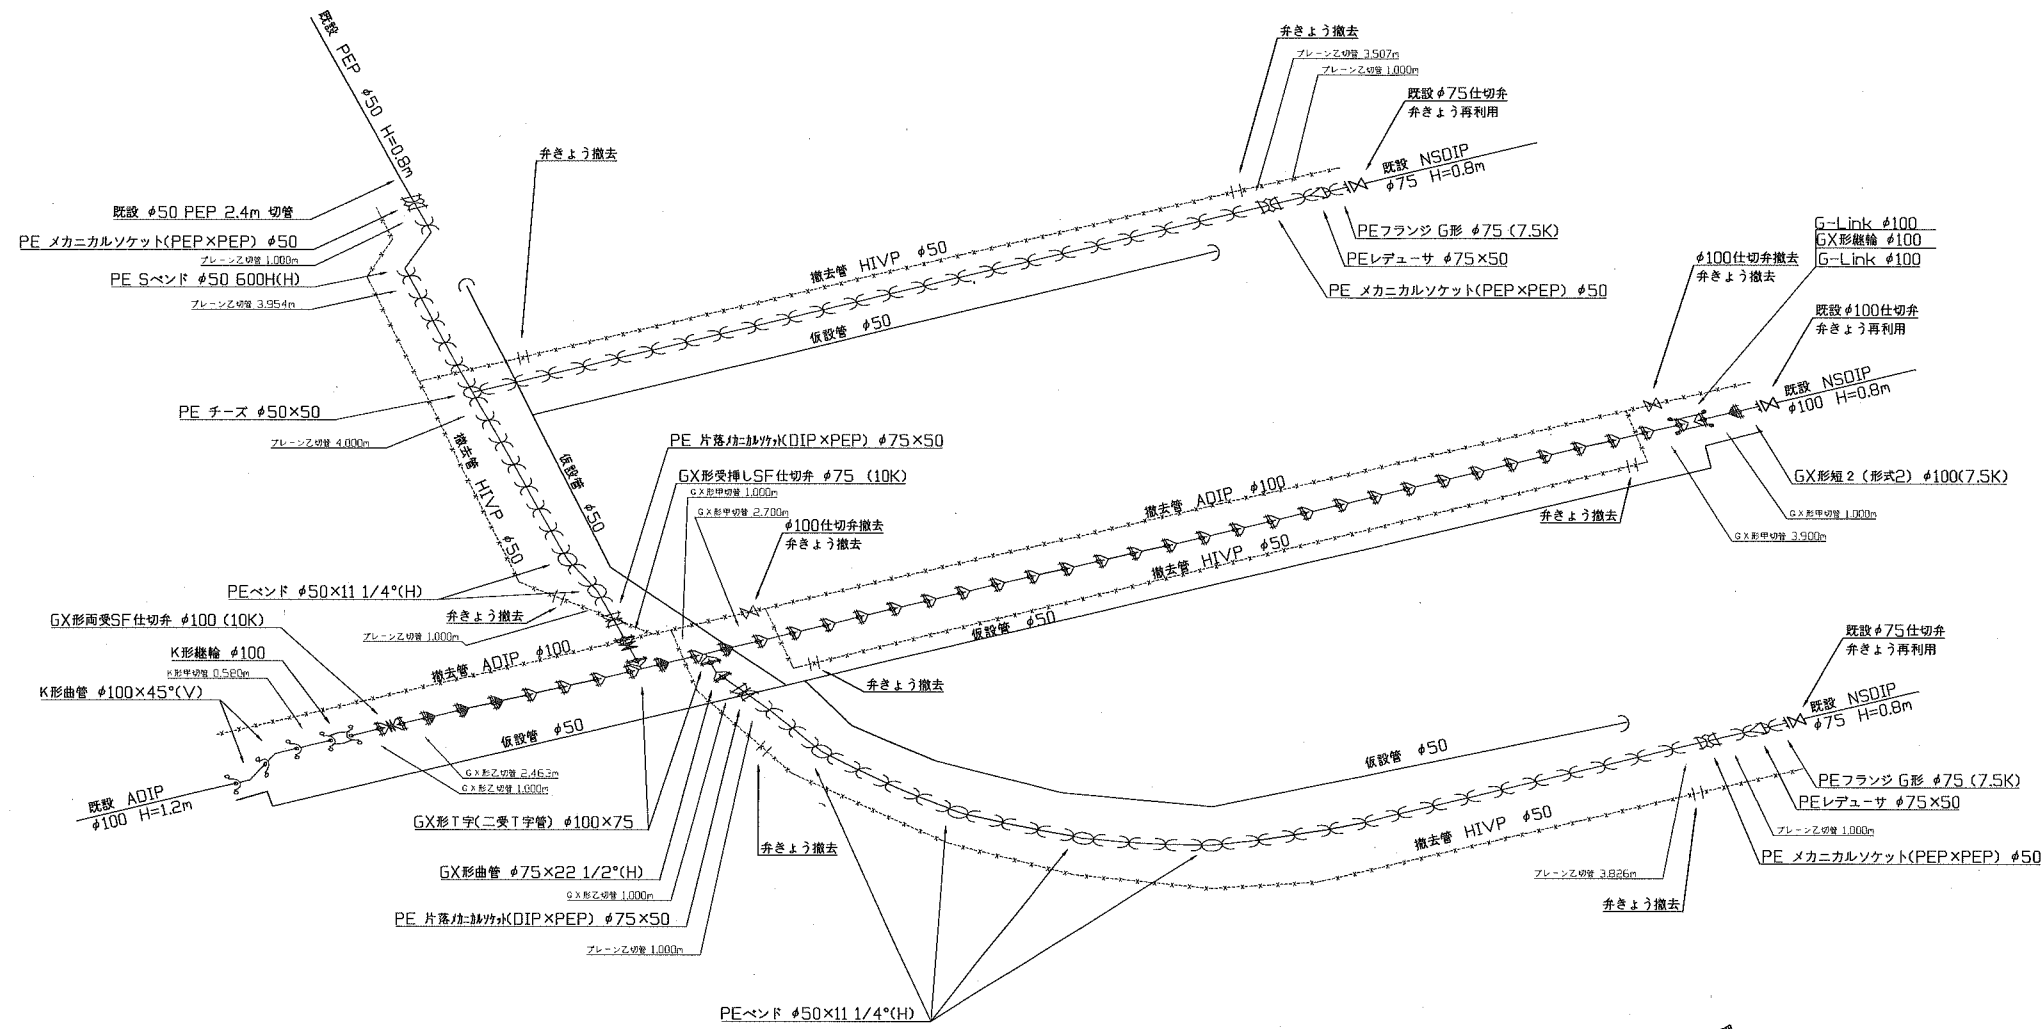 既設 PEP φ50 H=0.8m
弁きょう撤去
プレーン乙切管 3.507m
プレーン乙切管 1.000m
既設φ75仕切弁
弁きょう再利用
既設 NSDIP
φ75 H=0.8m
弁きょう撤去
既設 φ50 PEP 2.4m 切管
PE メカニカルソケット(PEP×PEP) φ50
プレーン乙切管 1.000m
PE Sベンド φ50 600H(H)
プレーン乙切管 3.954m
撤去管 HIVP φ50
仮設管 φ50
PEフランジ G形 φ75 (7.5K)
PEレデューサ φ75×50
PE メカニカルソケット(PEP×PEP) φ50
G-Link φ100
GX形継輪 φ100
G-Link φ100
φ100仕切弁撤去
弁きょう撤去
既設φ100仕切弁
弁きょう再利用
既設 NSDIP
φ100 H=0.8m
PE チーズ φ50×50
プレーン乙切管 4.000m
撤去管 HIVP φ50
仮設管 φ50
PE 片落メカニカルソケット(DIP×PEP) φ75×50
GX形受挿しSF仕切弁 φ75 (10K)
GX形甲切管 1.000m
GX形甲切管 2.700m
φ100仕切弁撤去
弁きょう撤去
撤去管 ADIP φ100
撤去管 HIVP φ50
仮設管 φ50
弁きょう撤去
GX形短2 (形式2) φ100(7.5K)
GX形甲切管 1.000m
GX形甲切管 3.900m
PEベンド φ50×11 1/4°(H)
弁きょう撤去
プレーン乙切管 1.000m
GX形両受SF仕切弁 φ100 (10K)
K形継輪 φ100
K形甲切管 0.580m
K形曲管 φ100×45°(V)
撤去管 ADIP φ100
仮設管 φ50
弁きょう撤去
既設 ADIP
φ100 H=1.2m
GX形乙切管 2.463m
GX形乙切管 1.000m
GX形T字(二受T字管) φ100×75
GX形曲管 φ75×22 1/2°(H)
GX形乙切管 1.000m
PE 片落メカニカルソケット(DIP×PEP) φ75×50
プレーン乙切管 1.000m
弁きょう撤去
PEベンド φ50×11 1/4°(H)
仮設管 φ50
撤去管 HIVP φ50
既設φ75仕切弁
弁きょう再利用
既設 NSDIP
φ75 H=0.8m
PEフランジ G形 φ75 (7.5K)
PEレデューサ φ75×50
プレーン乙切管 1.000m
PE メカニカルソケット(PEP×PEP) φ50
プレーン乙切管 3.826m
弁きょう撤去